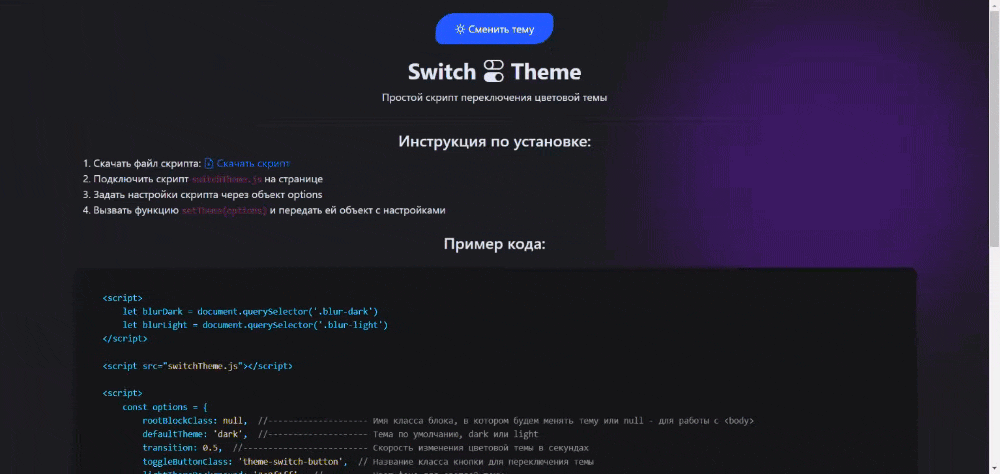 Сменить тему
Switch Theme
Простой скрипт переключения цветовой темы
Инструкция по установке:
1. Скачать файл скрипта: Скачать скрипт
2. Подключить скрипт switchTheme.js на странице
3. Задать настройки скрипта через объект options
4. Вызвать функцию setTheme(options) и передать ей объект с настройками
Пример кода:
<script>
let blurDark = document.querySelector('.blur-dark')
let blurLight = document.querySelector('.blur-light')
</script>
<script src="switchTheme.js"></script>
<script>
const options = {
rootBlockClass: null, //-------------------- Имя класса блока, в котором будем менять тему или null - для работы с <body>
defaultTheme: 'dark', //-------------------- Тема по умолчанию, dark или light
transition: 0.5, //------------------------- Скорость изменения цветовой темы в секундах
toggleButtonClass: 'theme-switch-button', // Название класса кнопки для переключения темы